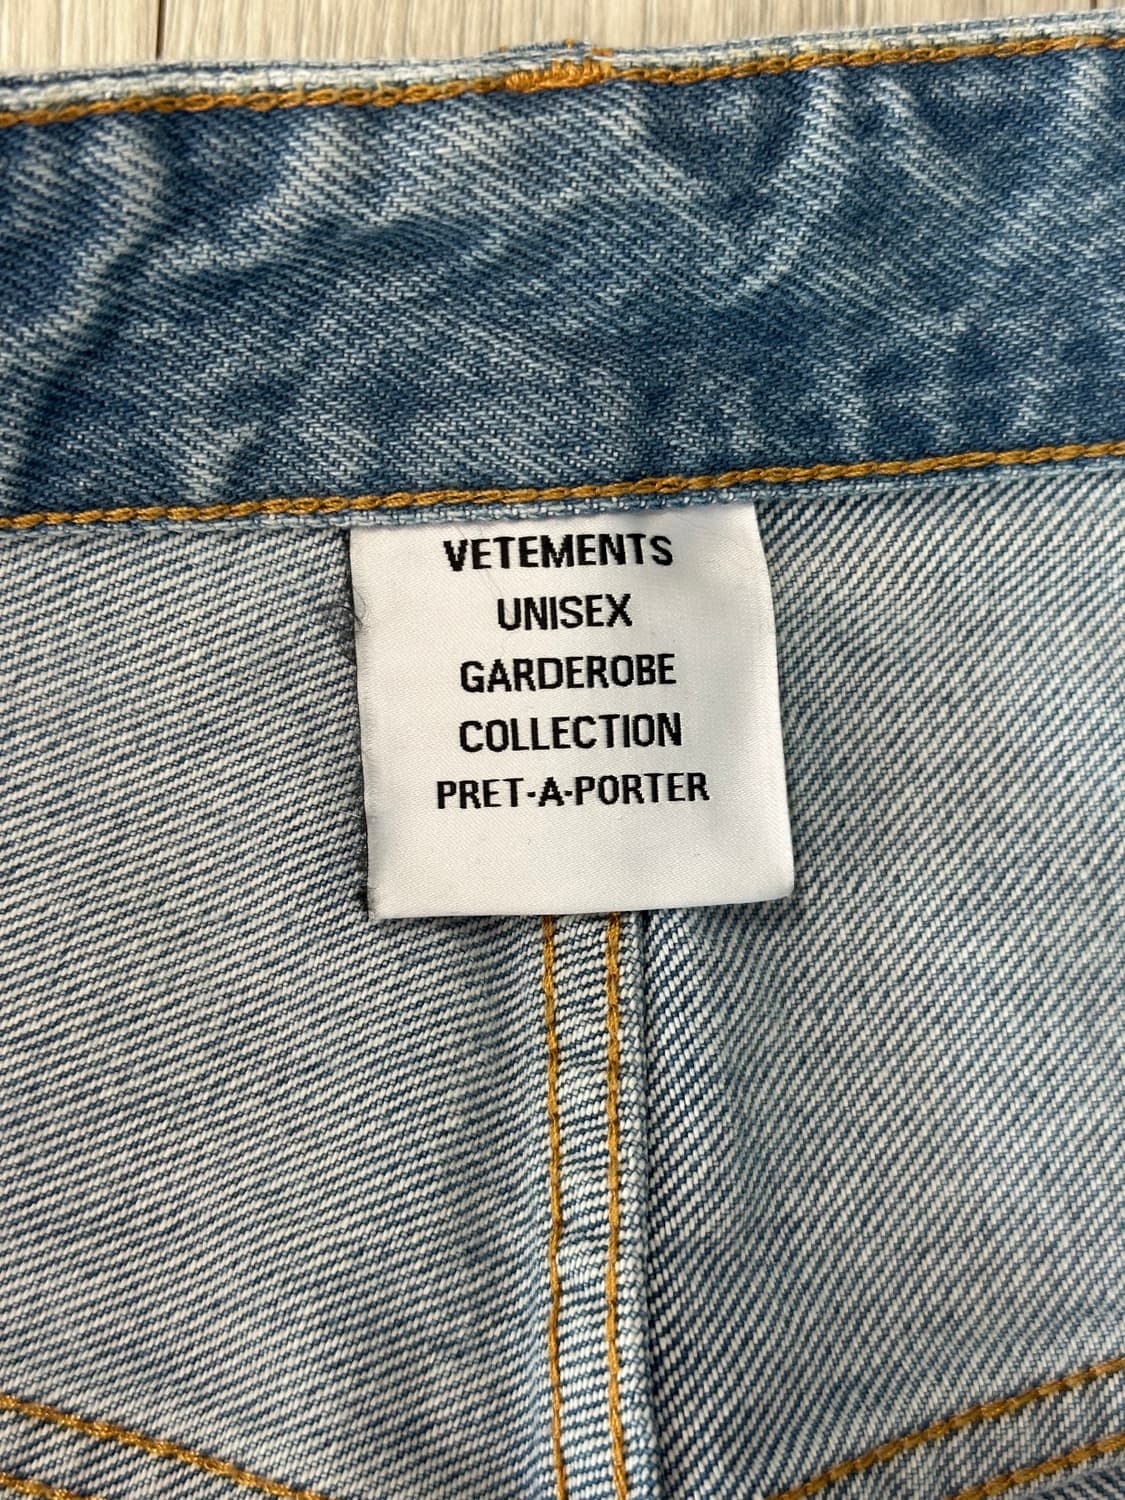 VETEMENTS
UNISEX
GARDEROBE
COLLECTION
PRET-A-PORTER